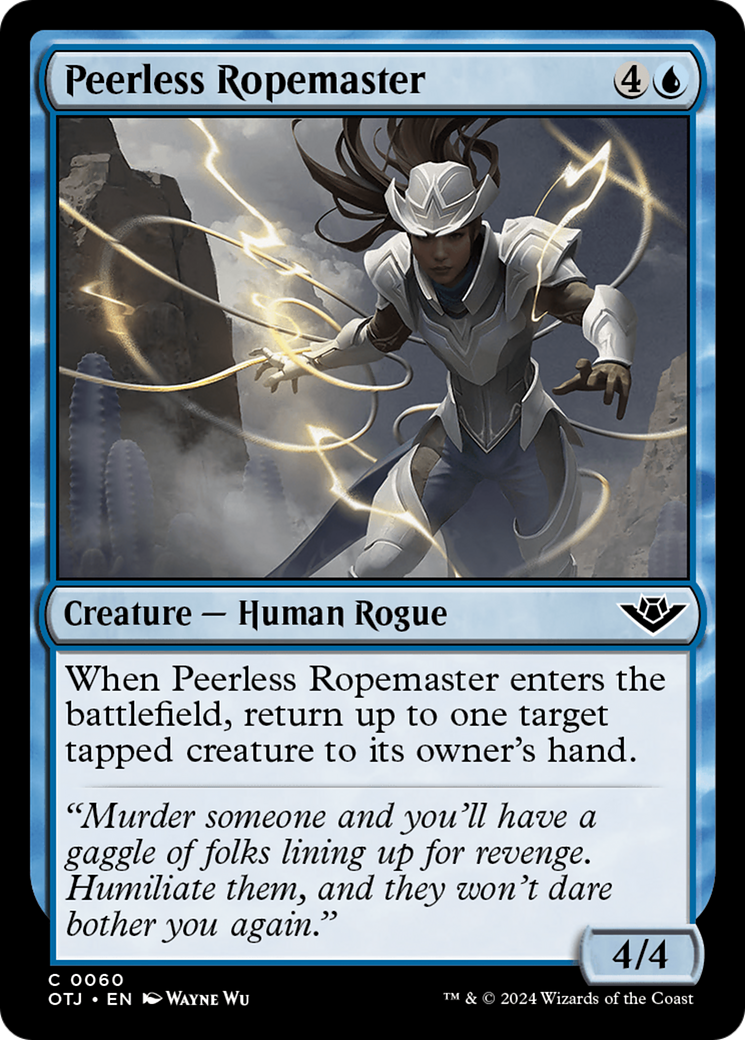 Peerless Ropemaster 4
Creature — Human Rogue
When Peerless Ropemaster enters the
battlefield, return up to one target
tapped creature to its owner's hand.
“Murder someone and you'll have a
gaggle of folks lining up for revenge.
Humiliate them, and they won't dare
bother you again.”
4/4
C 0060
OTJ • EN Wayne Wu
™ & © 2024 Wizards of the Coast